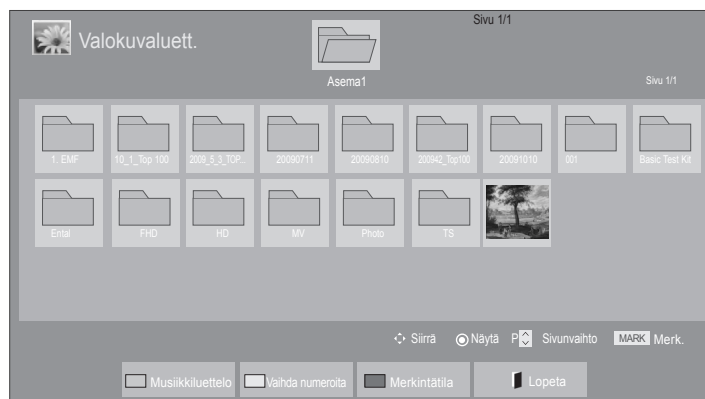 Sivu 1/1
Valokuvaluett.
Asema1
Sivu 1/1
1. EMF 10_1_Top 100 2009_5_3_TOP... 20090711 20090810 200942_Top100 20091010 001 Basic Test Kit
Ental FHD HD MV Photo TS
Siirrä Näytä P Sivunvaihto MARK Merk.
Musiikkiluettelo Vaihda numeroita Merkintätila Lopeta